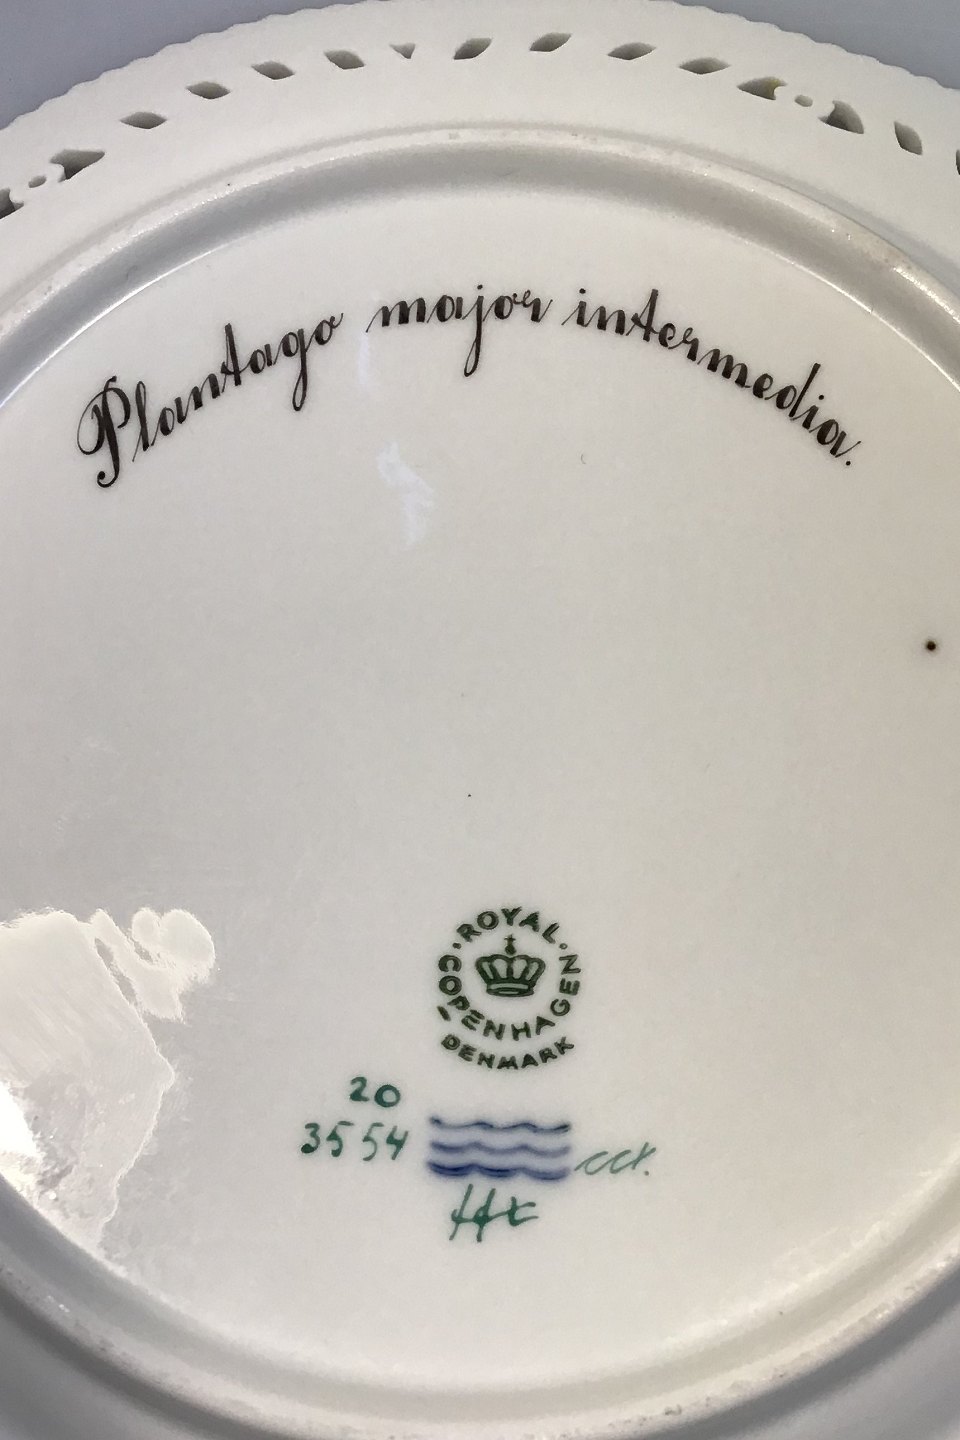 Plantago major intermedia.
ROYAL
COPENHAGEN
DENMARK
20
3554